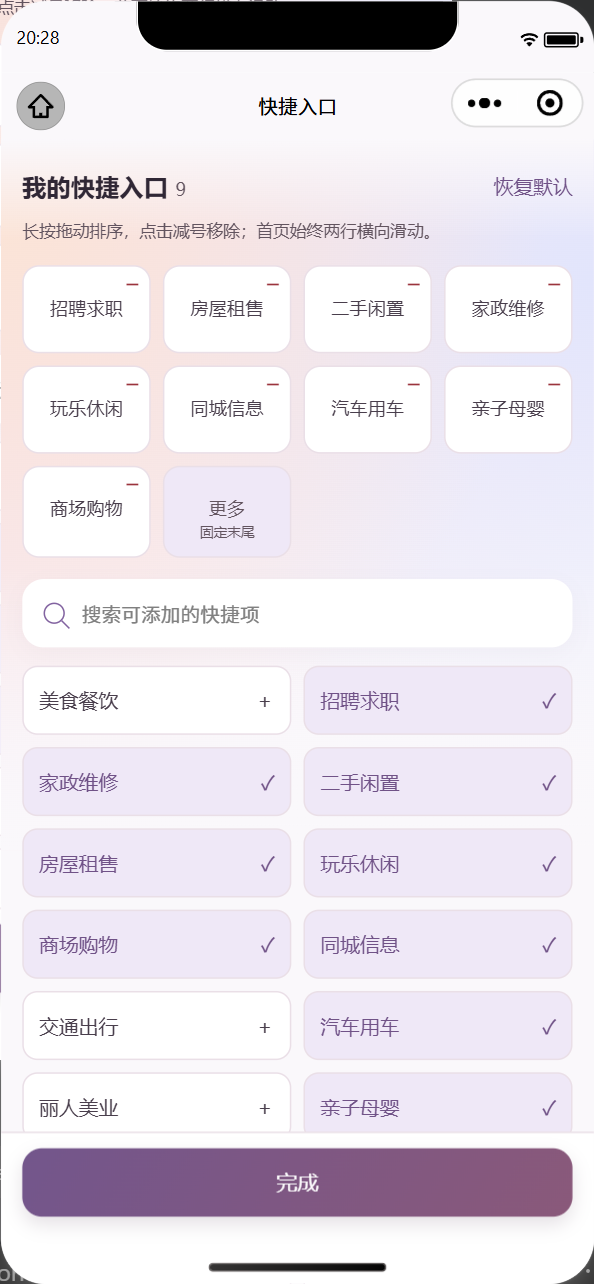 20:28
快捷入口
我的快捷入口 9
恢复默认
长按拖动排序，点击减号移除；首页始终两行横向滑动。
招聘求职
房屋租售
二手闲置
家政维修
玩乐休闲
同城信息
汽车用车
亲子母婴
商场购物
更多
固定末尾
搜索可添加的快捷项
美食餐饮 +
招聘求职 ✓
家政维修 ✓
二手闲置 ✓
房屋租售 ✓
玩乐休闲 ✓
商场购物 ✓
同城信息 ✓
交通出行 +
汽车用车 ✓
丽人美业 +
亲子母婴 ✓
完成